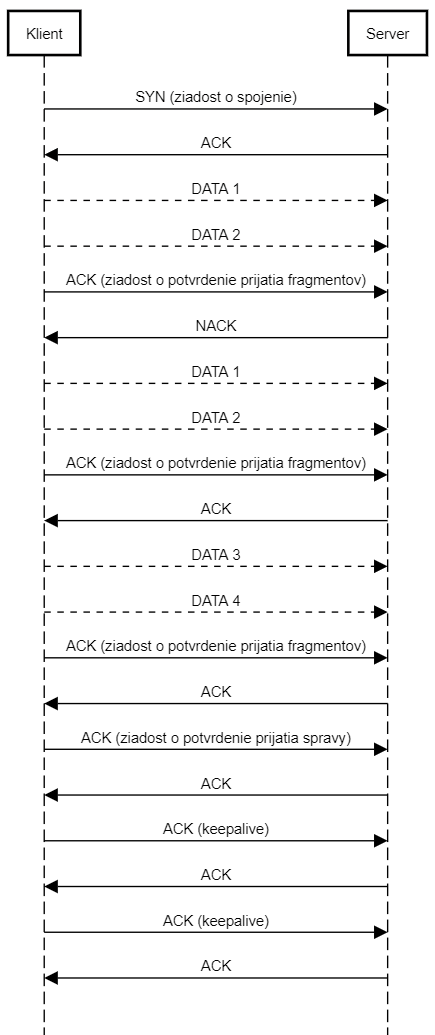 Klient
Server
SYN (ziadost o spojenie)
ACK
DATA 1
DATA 2
ACK (ziadost o potvrdenie prijatia fragmentov)
NACK
DATA 1
DATA 2
ACK (ziadost o potvrdenie prijatia fragmentov)
ACK
DATA 3
DATA 4
ACK (ziadost o potvrdenie prijatia fragmentov)
ACK
ACK (ziadost o potvrdenie prijatia spravy)
ACK
ACK (keepalive)
ACK
ACK (keepalive)
ACK